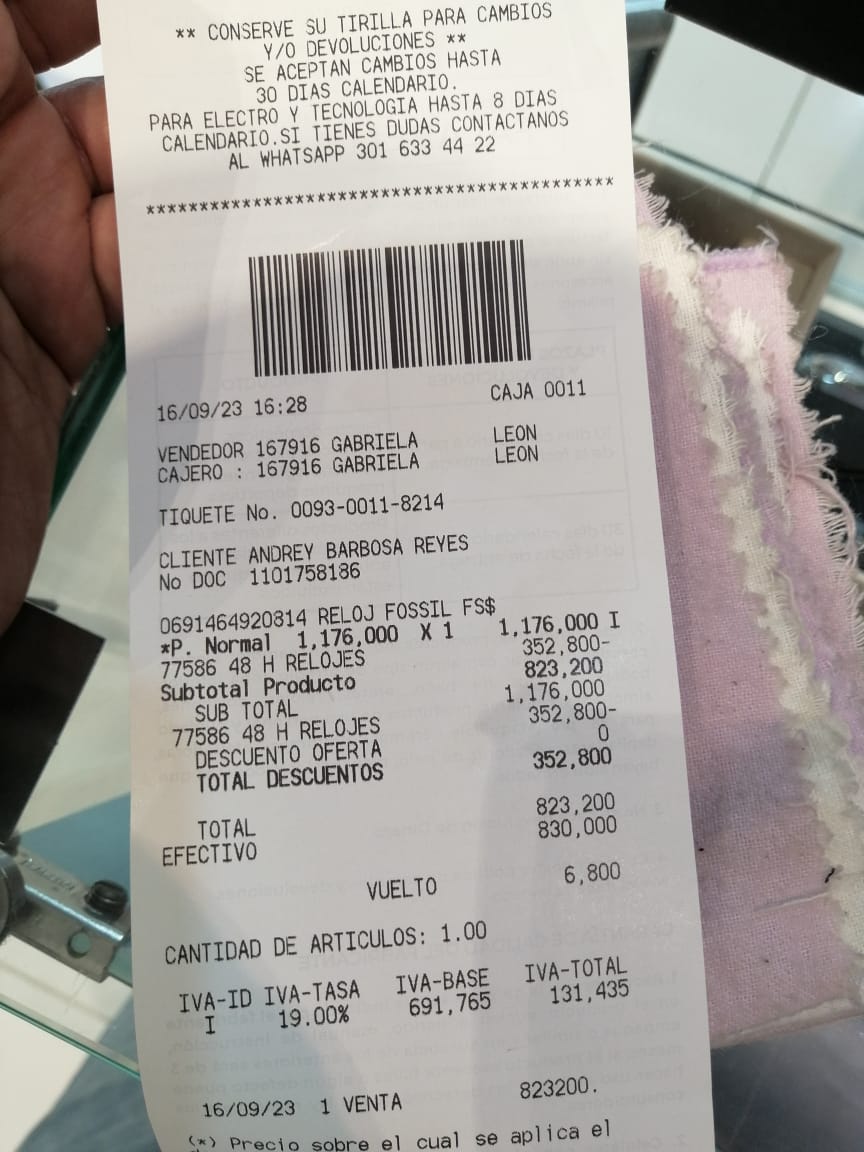 ** CONSERVE SU TIRILLA PARA CAMBIOS
Y/O DEVOLUCIONES **
SE ACEPTAN CAMBIOS HASTA
30 DIAS CALENDARIO.
PARA ELECTRO Y TECNOLOGIA HASTA 8 DIAS
CALENDARIO.SI TIENES DUDAS CONTACTANOS
AL WHATSAPP 301 633 44 22
********************************************
16/09/23 16:28 CAJA 0011
VENDEDOR 167916 GABRIELA LEON
CAJERO : 167916 GABRIELA LEON
TIQUETE No. 0093-0011-8214
CLIENTE ANDREY BARBOSA REYES
No DOC 1101758186
0691464920814 RELOJ FOSSIL FS$
*P. Normal 1,176,000 X 1 1,176,000 I
77586 48 H RELOJES 352,800-
Subtotal Producto 823,200
SUB TOTAL 1,176,000
77586 48 H RELOJES 352,800-
DESCUENTO OFERTA 0
TOTAL DESCUENTOS 352,800
TOTAL 823,200
EFECTIVO 830,000
VUELTO 6,800
CANTIDAD DE ARTICULOS: 1.00
IVA-ID IVA-TASA IVA-BASE IVA-TOTAL
I 19.00% 691,765 131,435
16/09/23 1 VENTA 823200.
(*) Precio sobre el cual se aplica el